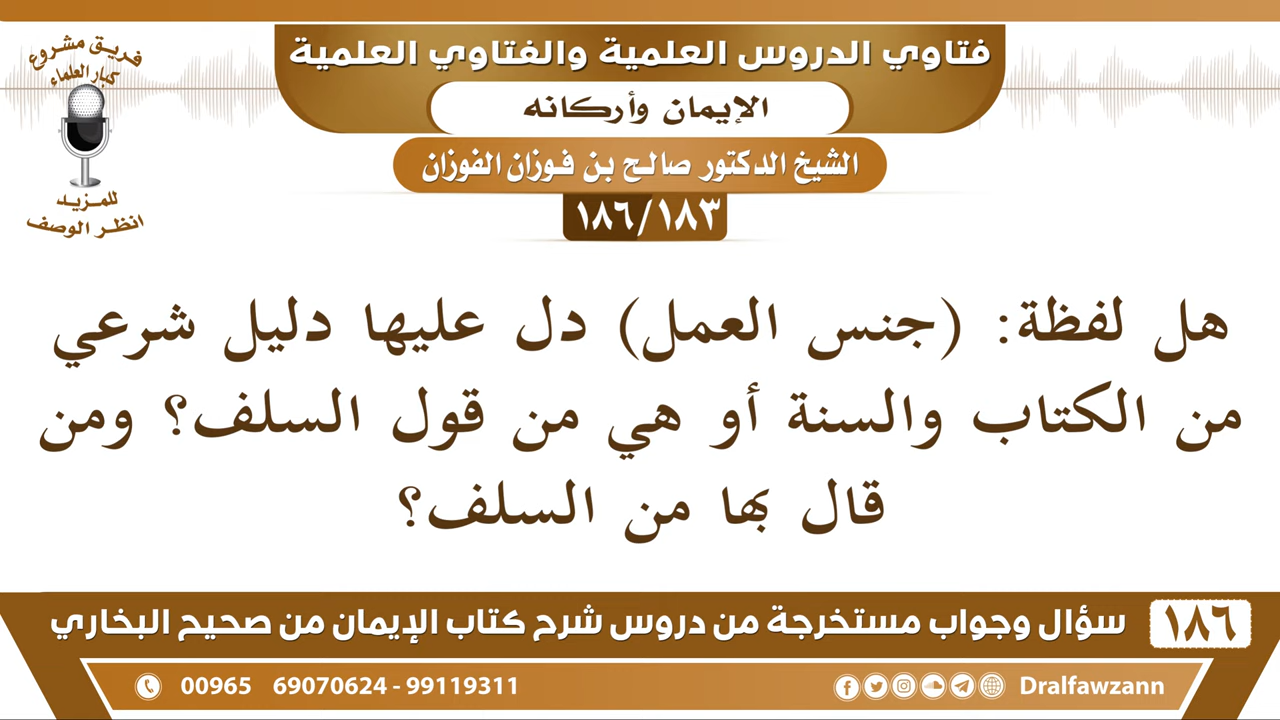 فتاوي الدروس العلمية والفتاوي العلمية
الإيمان وأركانه
الشيخ الدكتور صالح بن فوزان الفوزان
١٨٦/١٨٣
فريق مشروع
كبار العلماء
للمزيد
انظر الوصف
هل لفظة: (جنس العمل) دل عليها دليل شرعي
من الكتاب والسنة أو هي من قول السلف؟ ومن
قال بها من السلف؟
١٨٦ سؤال وجواب مستخرجة من دروس شرح كتاب الإيمان من صحيح البخاري
00965 69070624 - 99119311
Dralfawzann